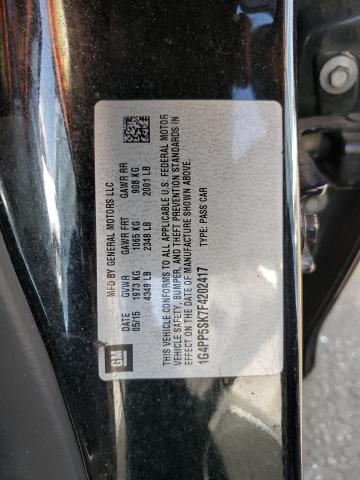 MFD BY GENERAL MOTORS LLC
DATE GVWR GAWR FRT GAWR RR
05/15 1973 KG 1065 KG 908 KG
4349 LB 2348 LB 2001 LB
THIS VEHICLE CONFORMS TO ALL APPLICABLE U.S. FEDERAL MOTOR
VEHICLE SAFETY, BUMPER, AND THEFT PREVENTION STANDARDS IN
EFFECT ON THE DATE OF MANUFACTURE SHOWN ABOVE.
1G4PP5SK7F4202417 TYPE: PASS CAR
GM